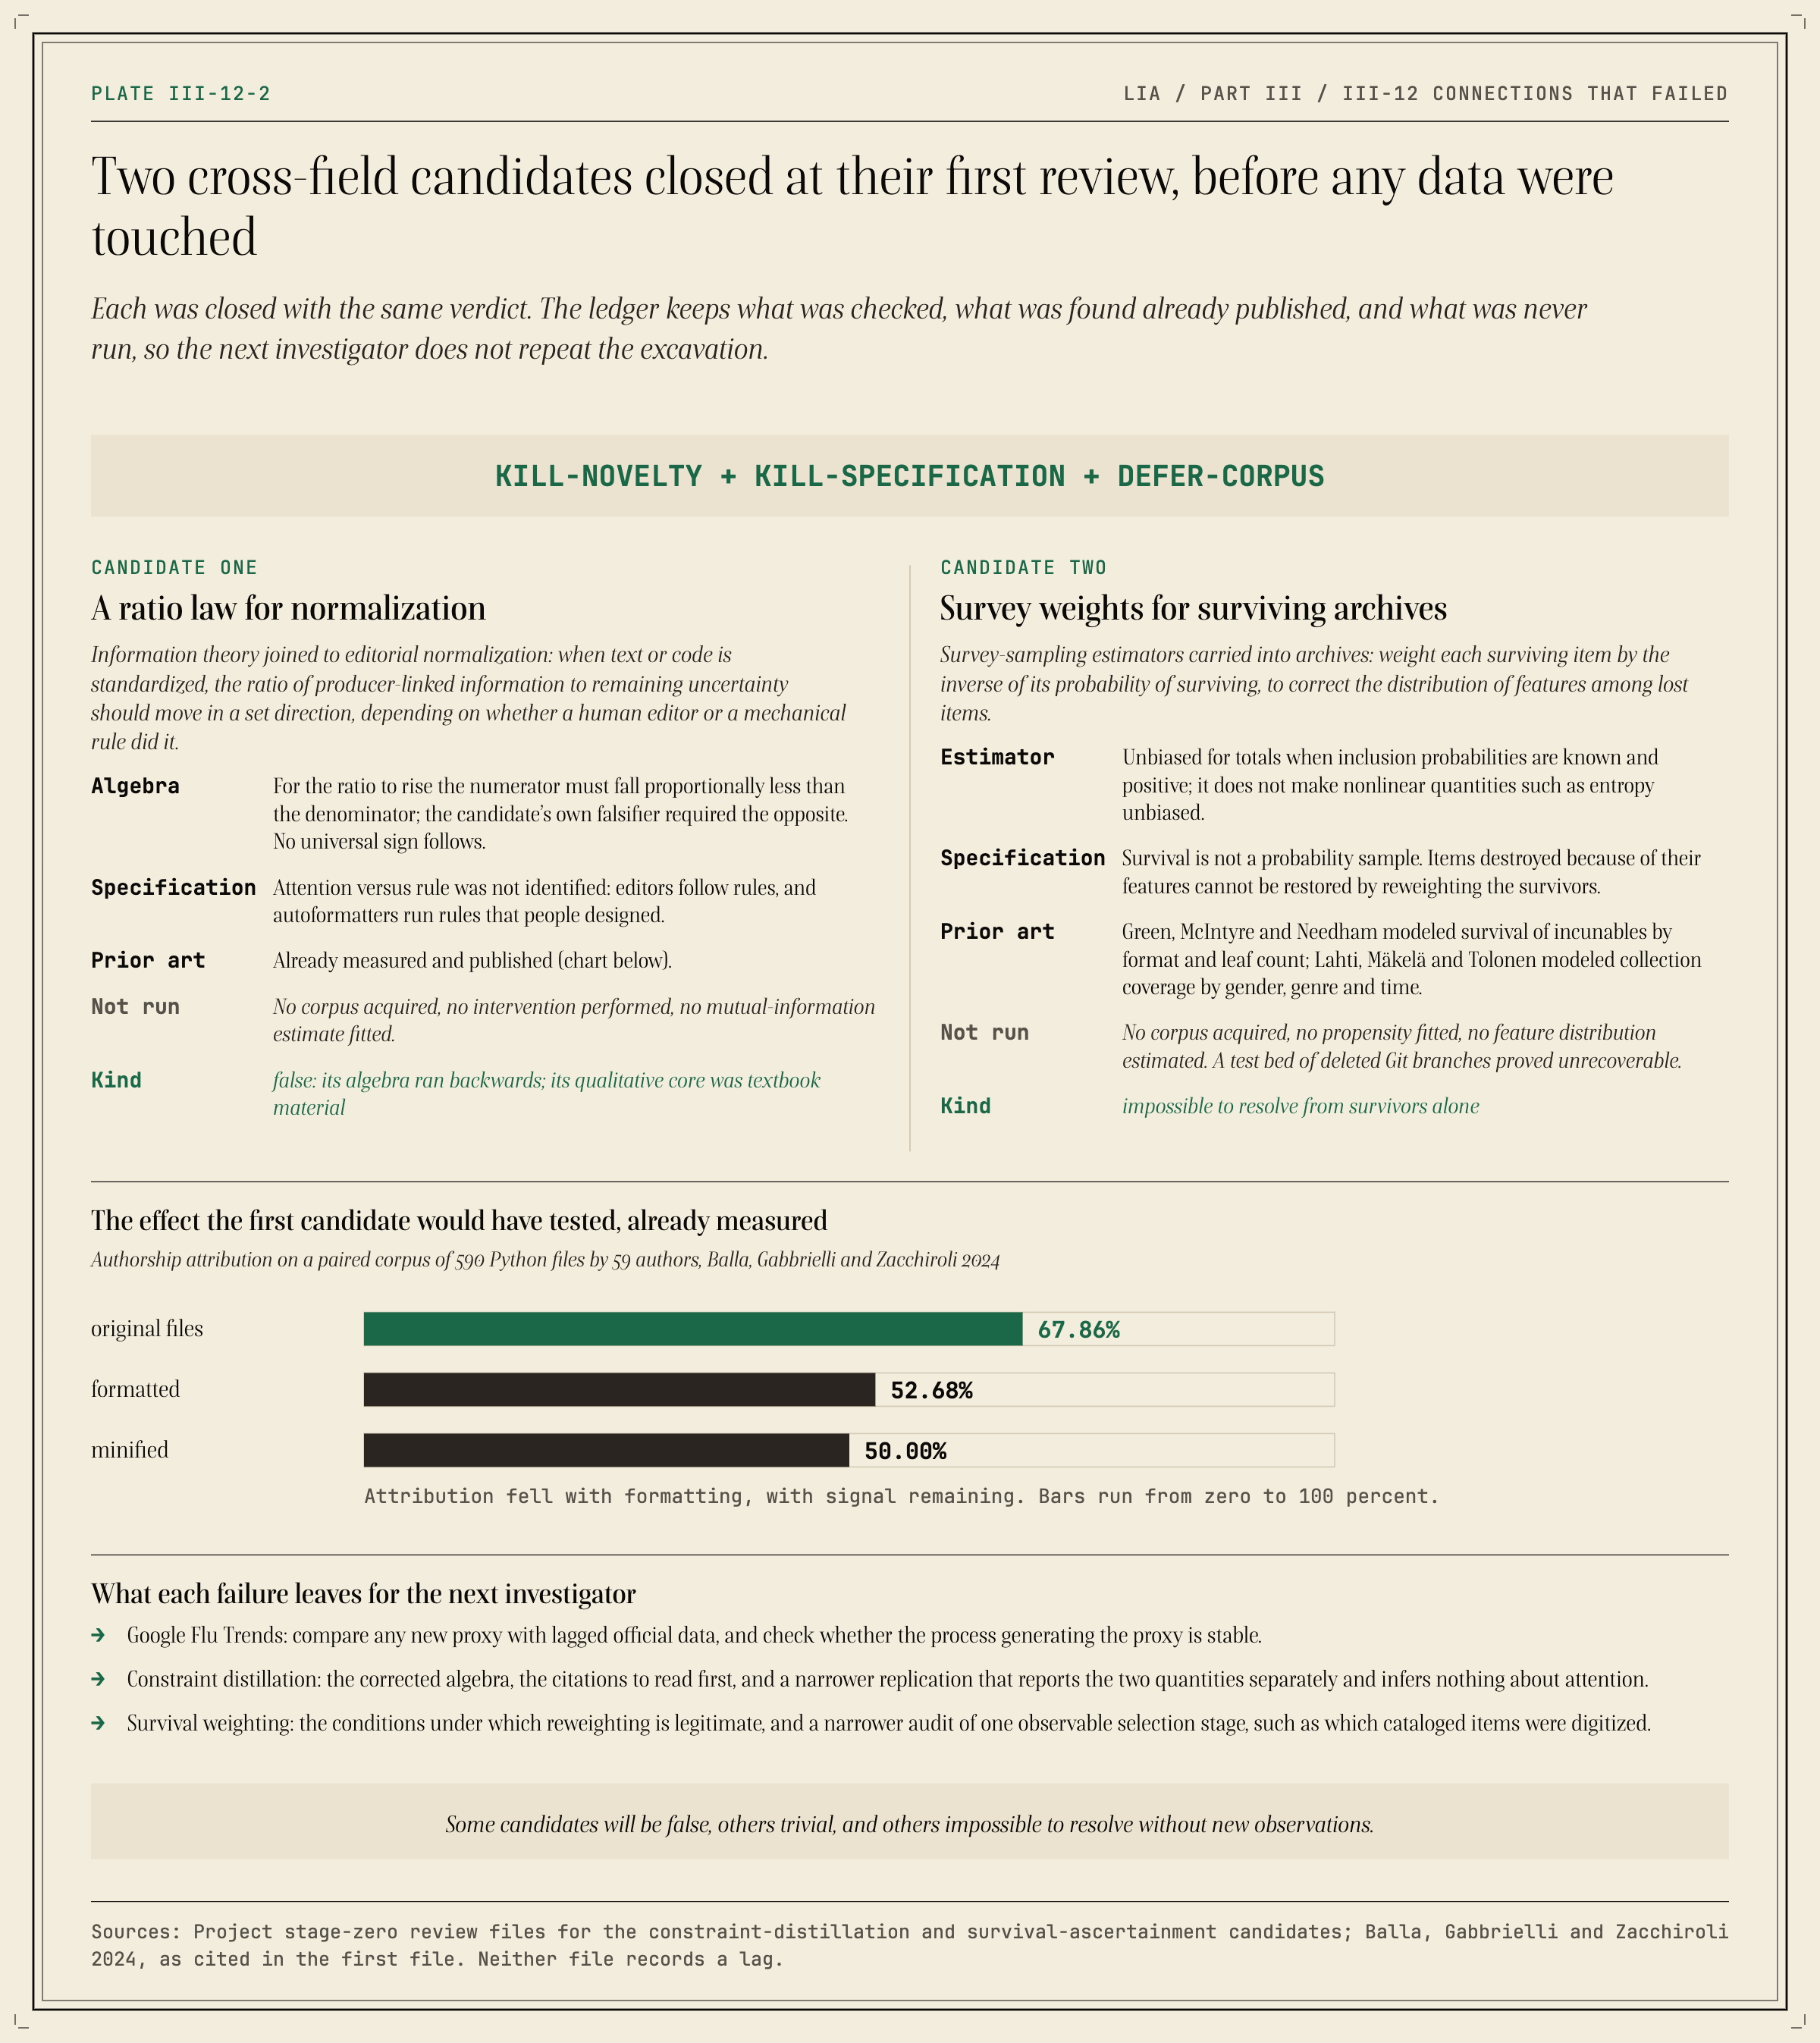 PLATE III-12-2
LIA / PART III / III-12 CONNECTIONS THAT FAILED
Two cross-field candidates closed at their first review, before any data were
touched
Each was closed with the same verdict. The ledger keeps what was checked, what was found already published, and what was never
run, so the next investigator does not repeat the excavation.
KILL-NOVELTY + KILL-SPECIFICATION + DEFER-CORPUS
CANDIDATE ONE
A ratio law for normalization
Information theory joined to editorial normalization: when text or code is
standardized, the ratio of producer-linked information to remaining uncertainty
should move in a set direction, depending on whether a human editor or a mechanical
rule did it.
Algebra
For the ratio to rise the numerator must fall proportionally less than
the denominator; the candidate’s own falsifier required the opposite.
No universal sign follows.
Specification
Attention versus rule was not identified: editors follow rules, and
autoformatters run rules that people designed.
Prior art
Already measured and published (chart below).
Not run
No corpus acquired, no intervention performed, no mutual-information
estimate fitted.
Kind
false: its algebra ran backwards; its qualitative core was textbook
material
CANDIDATE TWO
Survey weights for surviving archives
Survey-sampling estimators carried into archives: weight each surviving item by the
inverse of its probability of surviving, to correct the distribution of features among lost
items.
Estimator
Unbiased for totals when inclusion probabilities are known and
positive; it does not make nonlinear quantities such as entropy
unbiased.
Specification
Survival is not a probability sample. Items destroyed because of their
features cannot be restored by reweighting the survivors.
Prior art
Green, McIntyre and Needham modeled survival of incunables by
format and leaf count; Lahti, Mäkelä and Tolonen modeled collection
coverage by gender, genre and time.
Not run
No corpus acquired, no propensity fitted, no feature distribution
estimated. A test bed of deleted Git branches proved unrecoverable.
Kind
impossible to resolve from survivors alone
The effect the first candidate would have tested, already measured
Authorship attribution on a paired corpus of 590 Python files by 59 authors, Balla, Gabbrielli and Zacchiroli 2024
original files
67.86%
formatted
52.68%
minified
50.00%
Attribution fell with formatting, with signal remaining. Bars run from zero to 100 percent.
What each failure leaves for the next investigator
→ Google Flu Trends: compare any new proxy with lagged official data, and check whether the process generating the proxy is stable.
→ Constraint distillation: the corrected algebra, the citations to read first, and a narrower replication that reports the two quantities separately and infers nothing about attention.
→ Survival weighting: the conditions under which reweighting is legitimate, and a narrower audit of one observable selection stage, such as which cataloged items were digitized.
Some candidates will be false, others trivial, and others impossible to resolve without new observations.
Sources: Project stage-zero review files for the constraint-distillation and survival-ascertainment candidates; Balla, Gabbrielli and Zacchiroli
2024, as cited in the first file. Neither file records a lag.